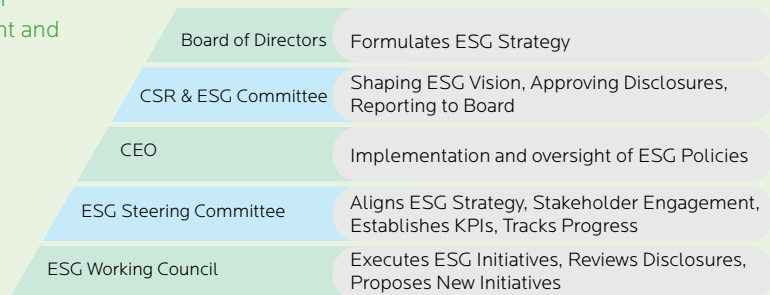 nt and
Board of Directors Formulates ESG Strategy
CSR & ESG Committee Shaping ESG Vision, Approving Disclosures,
Reporting to Board
CEO Implementation and oversight of ESG Policies
ESG Steering Committee Aligns ESG Strategy, Stakeholder Engagement,
Establishes KPIs, Tracks Progress
ESG Working Council Executes ESG Initiatives, Reviews Disclosures,
Proposes New Initiatives